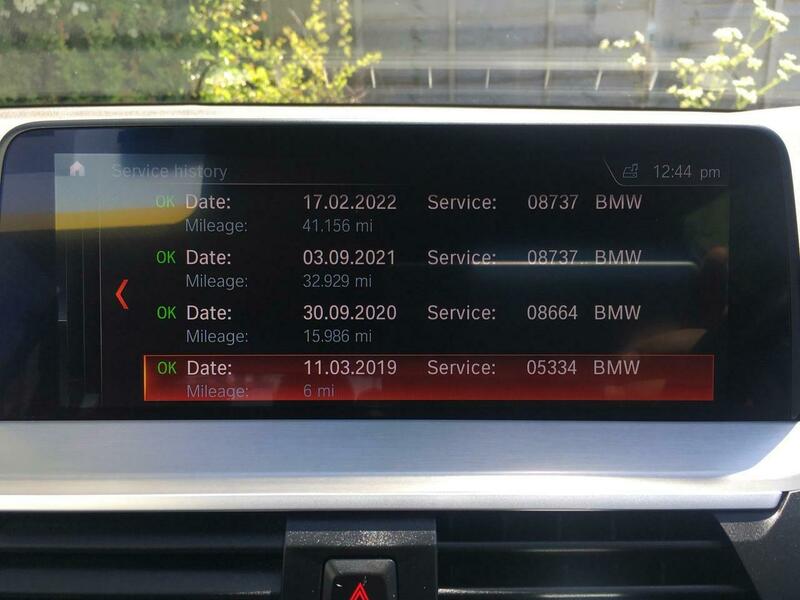 Service history 12:44 pm
OK Date: 17.02.2022 Service: 08737 BMW
Mileage: 41.156 mi
OK Date: 03.09.2021 Service: 08737 BMW
Mileage: 32.929 mi
OK Date: 30.09.2020 Service: 08664 BMW
Mileage: 15.986 mi
OK Date: 11.03.2019 Service: 05334 BMW
Mileage: 6 mi